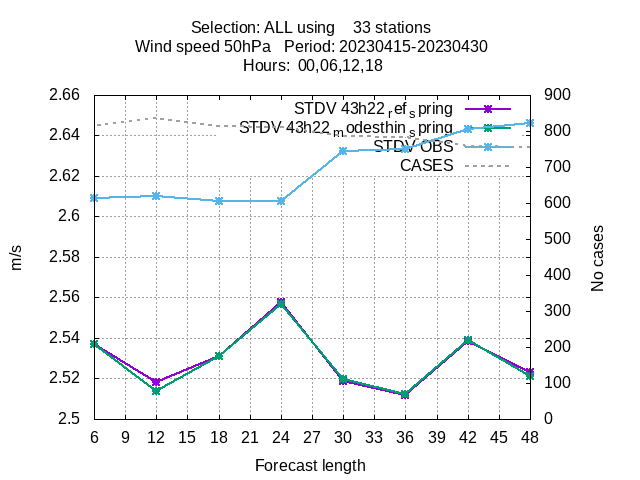 Selection: ALL using    33 stations
Wind speed 50hPa   Period: 20230415-20230430
Hours: 00,06,12,18
2.66
2.64
2.62
2.6
2.58
2.56
2.54
2.52
2.5
m/s
STDV 43h22_ref_spring
STDV 43h22_modesthin_spring
STDV OBS
CASES
900
800
700
600
500
400
300
200
100
0
No cases
6 9 12 15 18 21 24 27 30 33 36 39 42 45 48
Forecast length